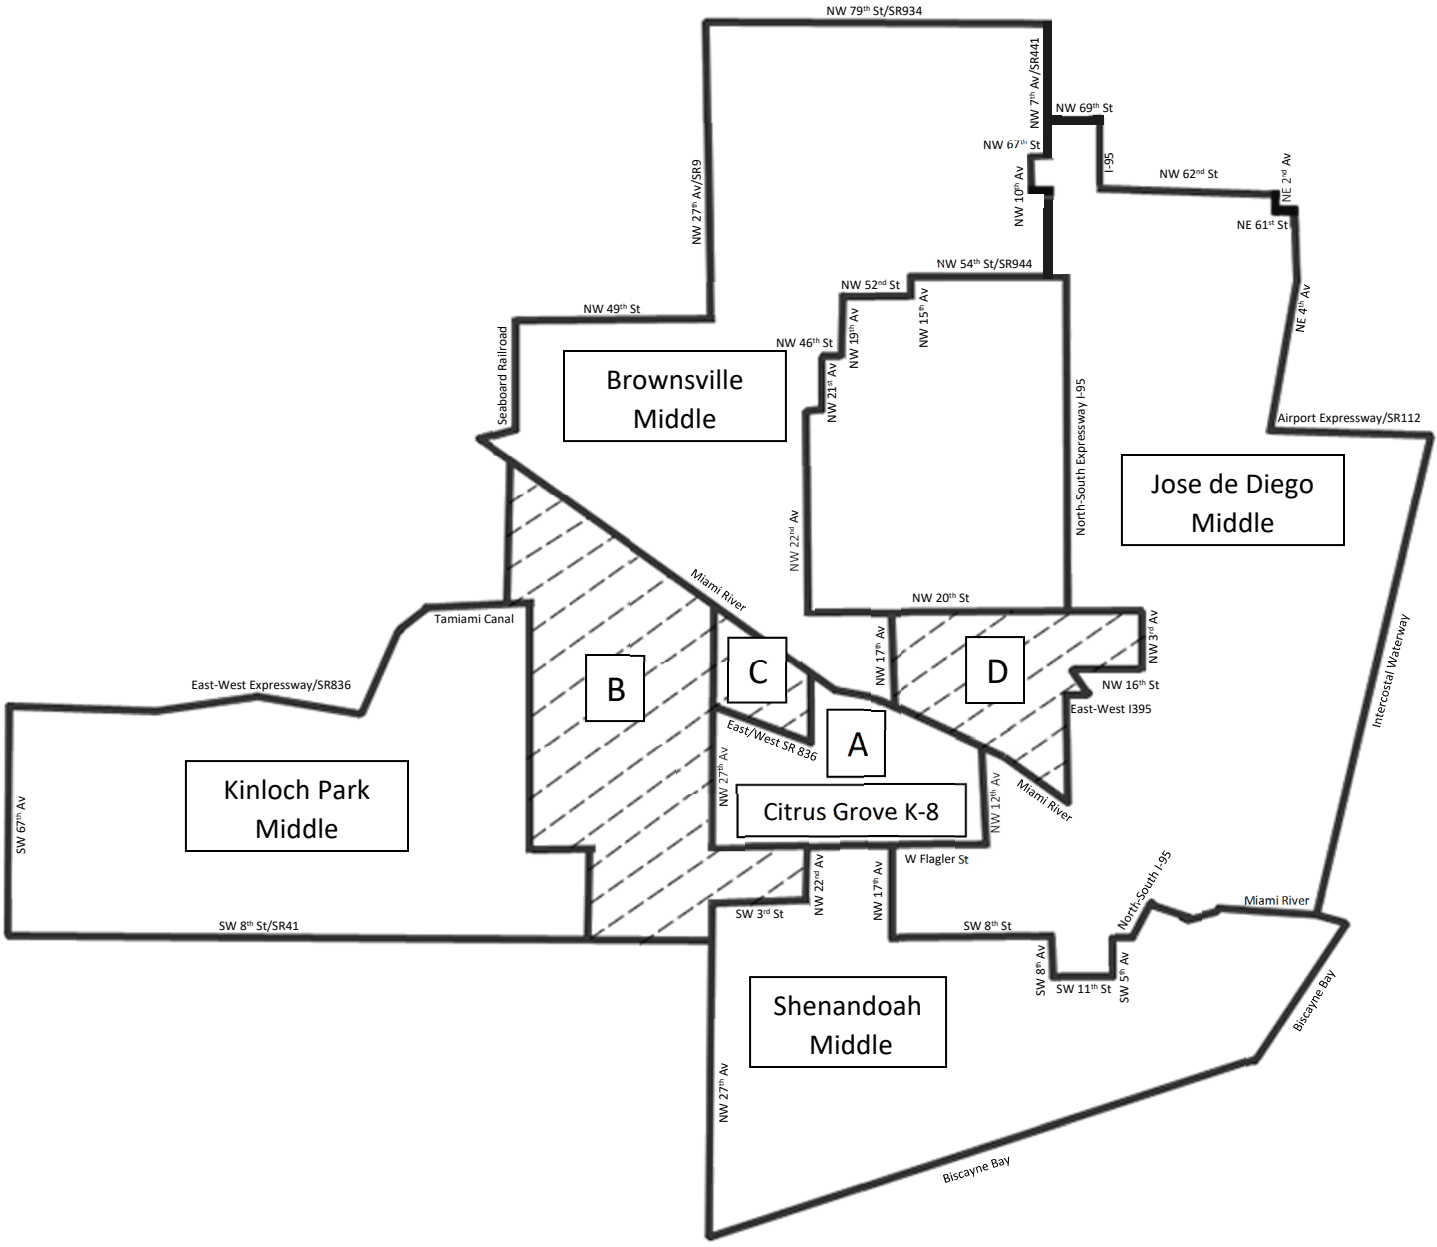 NW 79th St/SR934
NW 7th Av/SR441
NW 69th St
NW 67th St
I-95
NW 10th Av
NW 62nd St
NE 2nd Av
NE 61st St
NW 27th Av/SR9
NW 54th St/SR944
NW 52nd St
NW 15th Av
NW 49th St
NW 19th Av
NW 46th St
NW 21st Av
NE 4th Av
Seaboard Railroad
Brownsville
Middle
Airport Expressway/SR112
North-South Expressway I-95
Jose de Diego
Middle
NW 22nd Av
Miami River
NW 20th St
Tamiami Canal
NW 17th Av
NW 3rd Av
B
C
D
NW 16th St
East-West Expressway/SR836
East-West I395
Intercostal Waterway
East/West SR 836
A
NW 27th Av
Kinloch Park
Middle
SW 67th Av
Citrus Grove K-8
NW 12th Av
Miami River
W Flagler St
NW 22nd Av
NW 17th Av
SW 3rd St
SW 8th St/SR41
SW 8th St
North-South I-95
Miami River
SW 8th Av
SW 11th St
SW 5th Av
Shenandoah
Middle
Biscayne Bay
NW 27th Av
Biscayne Bay